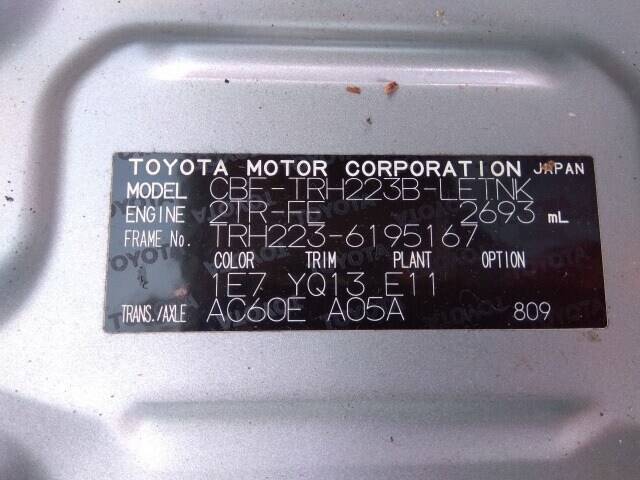 TOYOTA MOTOR CORPORATION JAPAN
MODEL CBF-TRH223B-LETNK
ENGINE 2TR-FE 2693 mL
FRAME No. TRH223-6195167
COLOR TRIM PLANT OPTION
1E7 YQ13 E11
TRANS./AXLE AC60E A05A 809